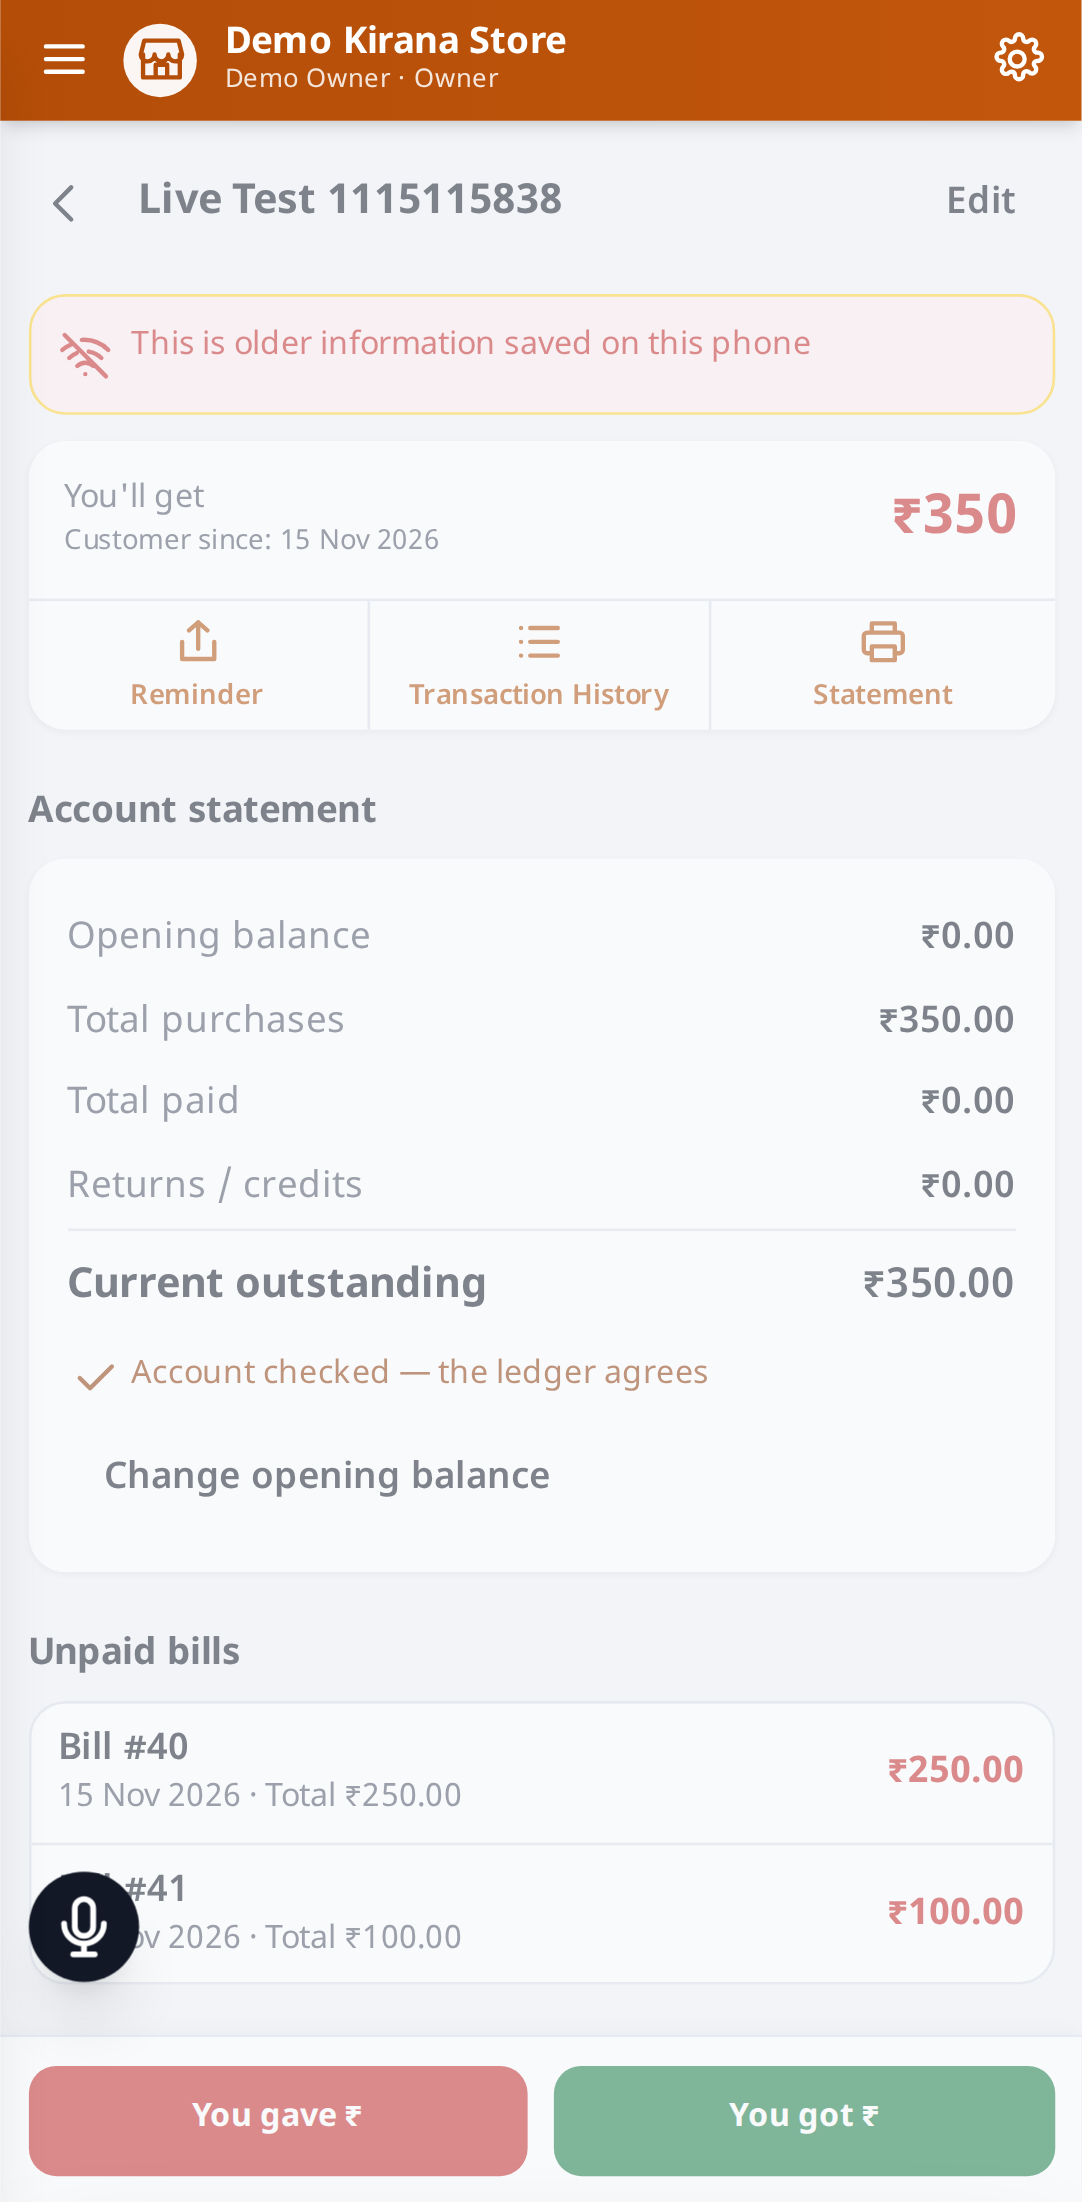 Demo Kirana Store
Demo Owner · Owner
Live Test 1115115838
Edit
This is older information saved on this phone
You'll get
Customer since: 15 Nov 2026
₹350
Reminder
Transaction History
Statement
Account statement
Opening balance ₹0.00
Total purchases ₹350.00
Total paid ₹0.00
Returns / credits ₹0.00
Current outstanding ₹350.00
Account checked — the ledger agrees
Change opening balance
Unpaid bills
Bill #40
15 Nov 2026 · Total ₹250.00
₹250.00
#41
2026 · Total ₹100.00
₹100.00
You gave ₹
You got ₹